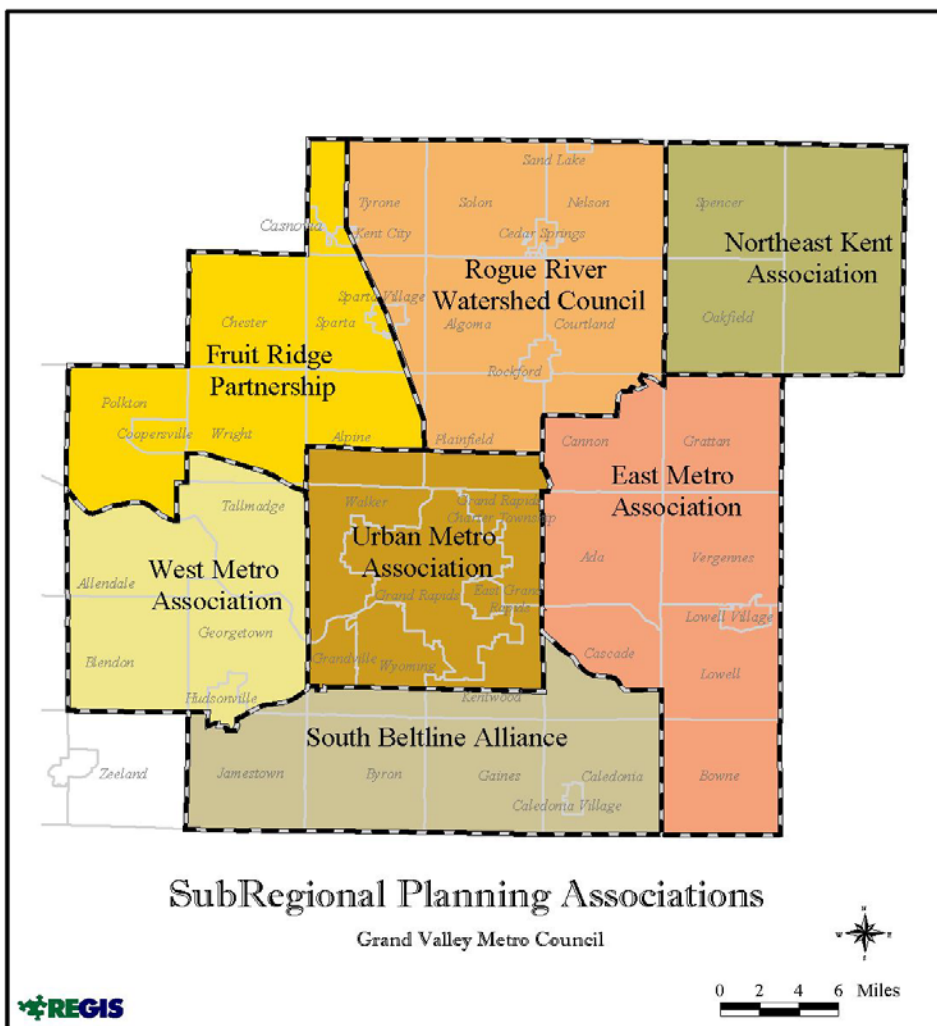 Sand Lake
Tyrone
Solon
Nelson
Spencer
Casnovia
Kent City
Cedar Springs
Northeast Kent
Association
Rogue River
Watershed Council
Sparta Village
Chester
Sparta
Algoma
Courtland
Oakfield
Fruit Ridge
Partnership
Rockford
Polkton
Coopersville
Wright
Alpine
Plainfield
Cannon
Grattan
East Metro
Association
Tallmadge
Walker
Grand Rapids
Charter Township
Urban Metro
Association
West Metro
Association
Ada
Vergennes
Allendale
Grand Rapids
East Grand
Rapids
Lowell Village
Georgetown
Blendon
Grandville
Wyoming
Cascade
Lowell
Hudsonville
Kentwood
South Beltline Alliance
Zeeland
Jamestown
Byron
Gaines
Caledonia
Bowne
Caledonia Village
SubRegional Planning Associations
Grand Valley Metro Council
N
W
E
S
REGIS
0 2 4 6 Miles